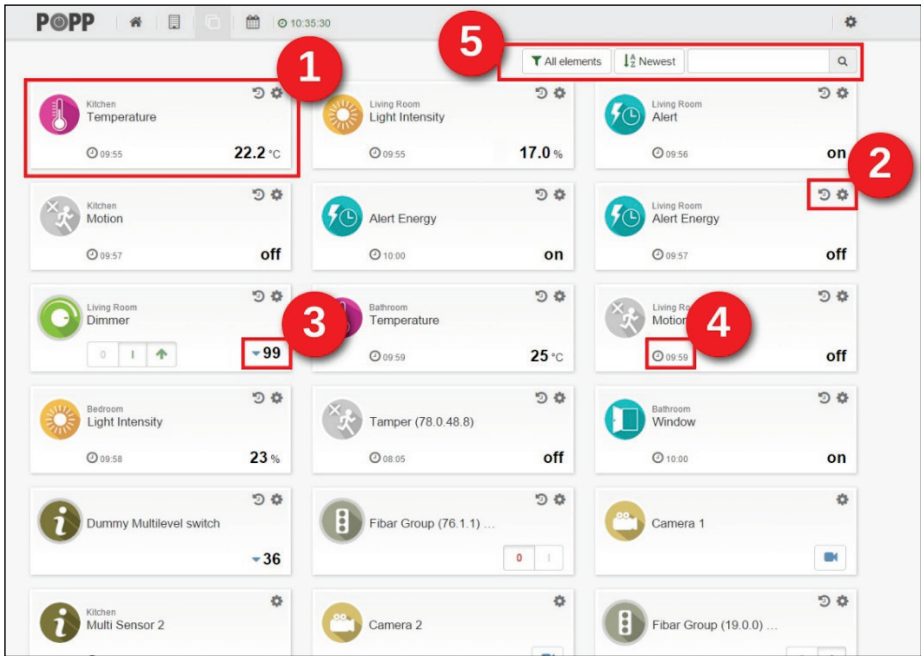 POPP 10:35:30
5
All elements Newest
1
Kitchen
Temperature
09:55 22.2 °C
Living Room
Light Intensity
09:55 17.0 %
Living Room
Alert
09:56 on
2
Kitchen
Motion
09:57 off
Alert Energy
10:00 on
Living Room
Alert Energy
09:57 off
Living Room
Dimmer
0 I 99
3
Bathroom
Temperature
09:59 25 °C
4
Living Ro
Motion
09:59 off
Bedroom
Light Intensity
09:58 23 %
Tamper (78.0.48.8)
08:05 off
Bathroom
Window
10:00 on
Dummy Multilevel switch
36
Fibar Group (76.1.1) ...
0 I
Camera 1
Kitchen
Multi Sensor 2
Camera 2
Fibar Group (19.0.0) ...